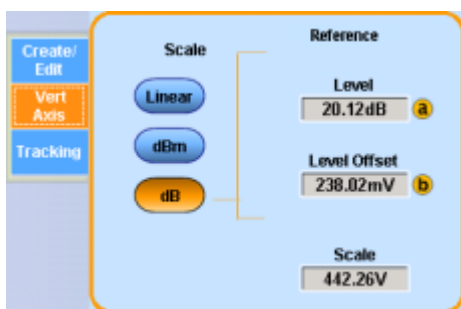 Create/
Edit
Vert
Axis
Tracking
Scale
Linear
dBm
dB
Reference
Level
20.12dB a
Level Offset
238.02mV b
Scale
442.26V